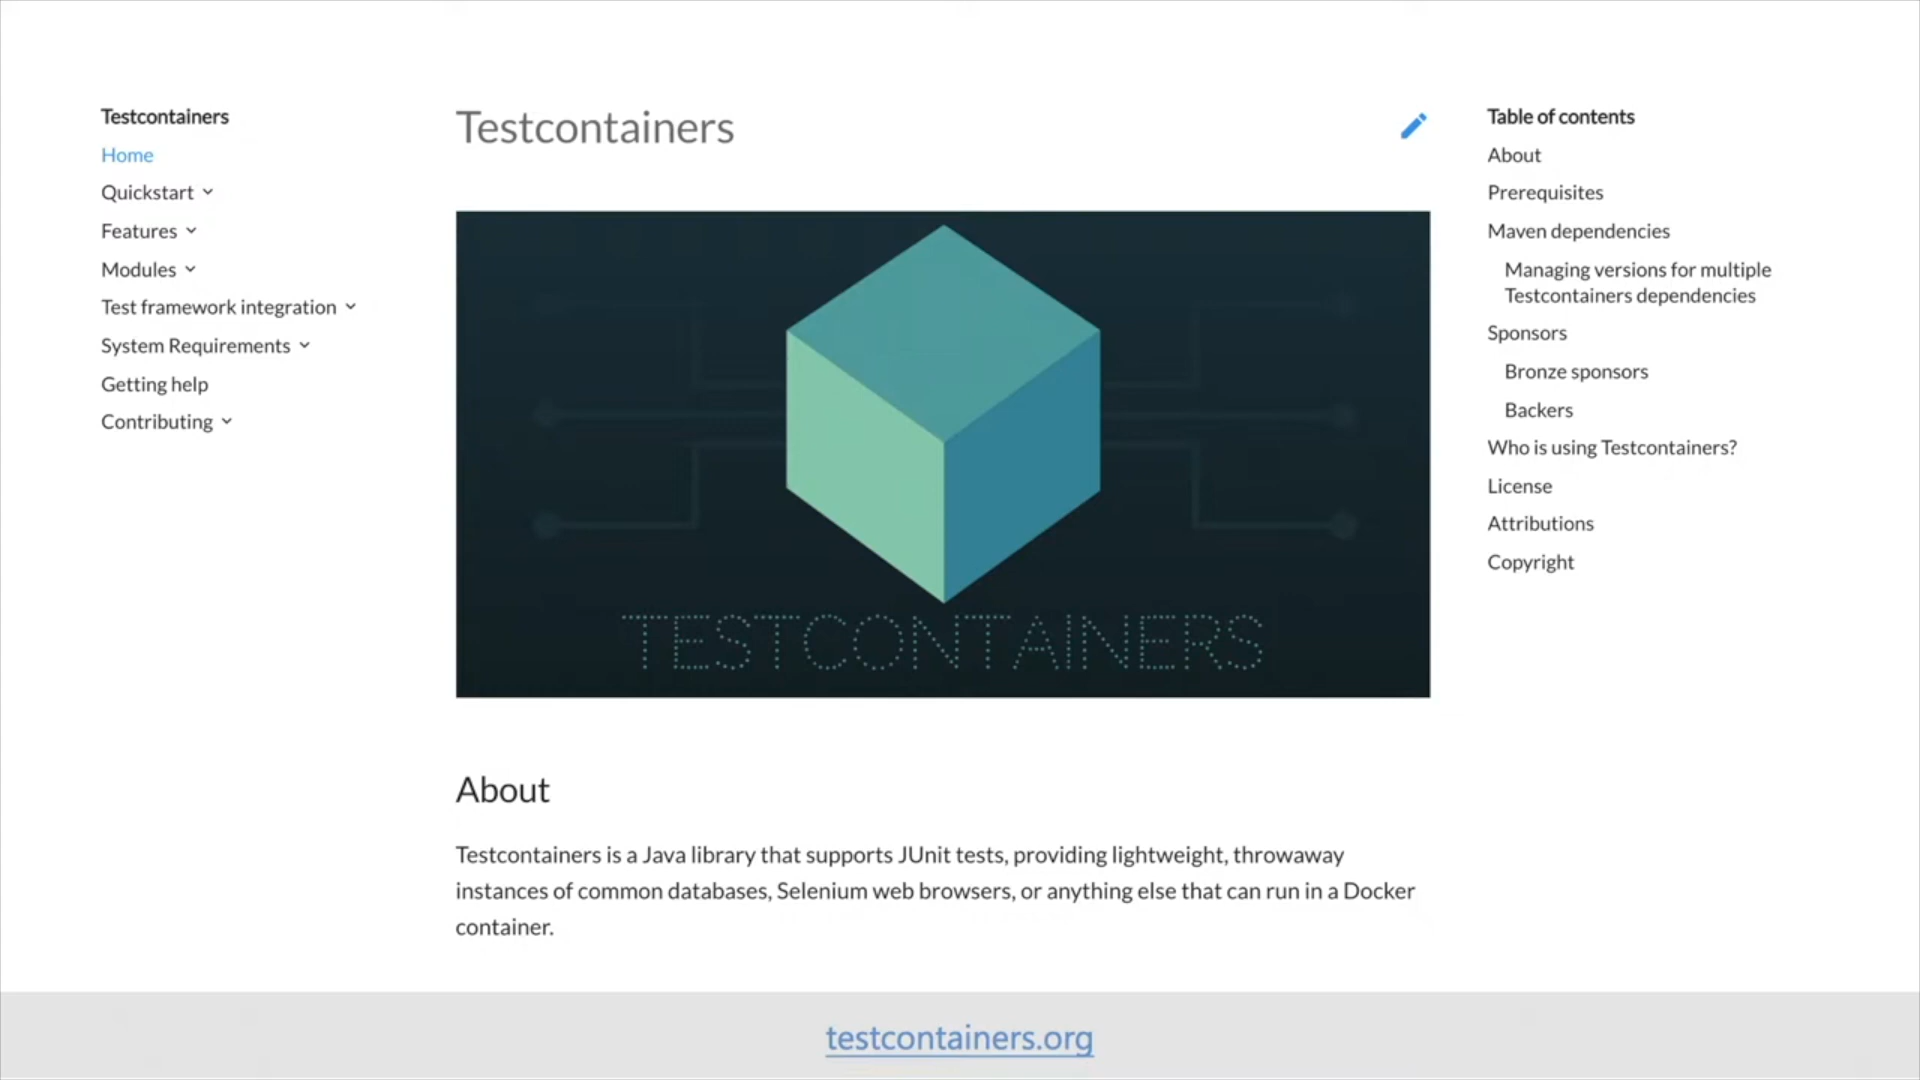 Testcontainers
Home
Quickstart
Features
Modules
Test framework integration
System Requirements
Getting help
Contributing
Testcontainers
TESTCONTAINERS
About
Testcontainers is a Java library that supports JUnit tests, providing lightweight, throwaway
instances of common databases, Selenium web browsers, or anything else that can run in a Docker
container.
Table of contents
About
Prerequisites
Maven dependencies
Managing versions for multiple
Testcontainers dependencies
Sponsors
Bronze sponsors
Backers
Who is using Testcontainers?
License
Attributions
Copyright
testcontainers.org